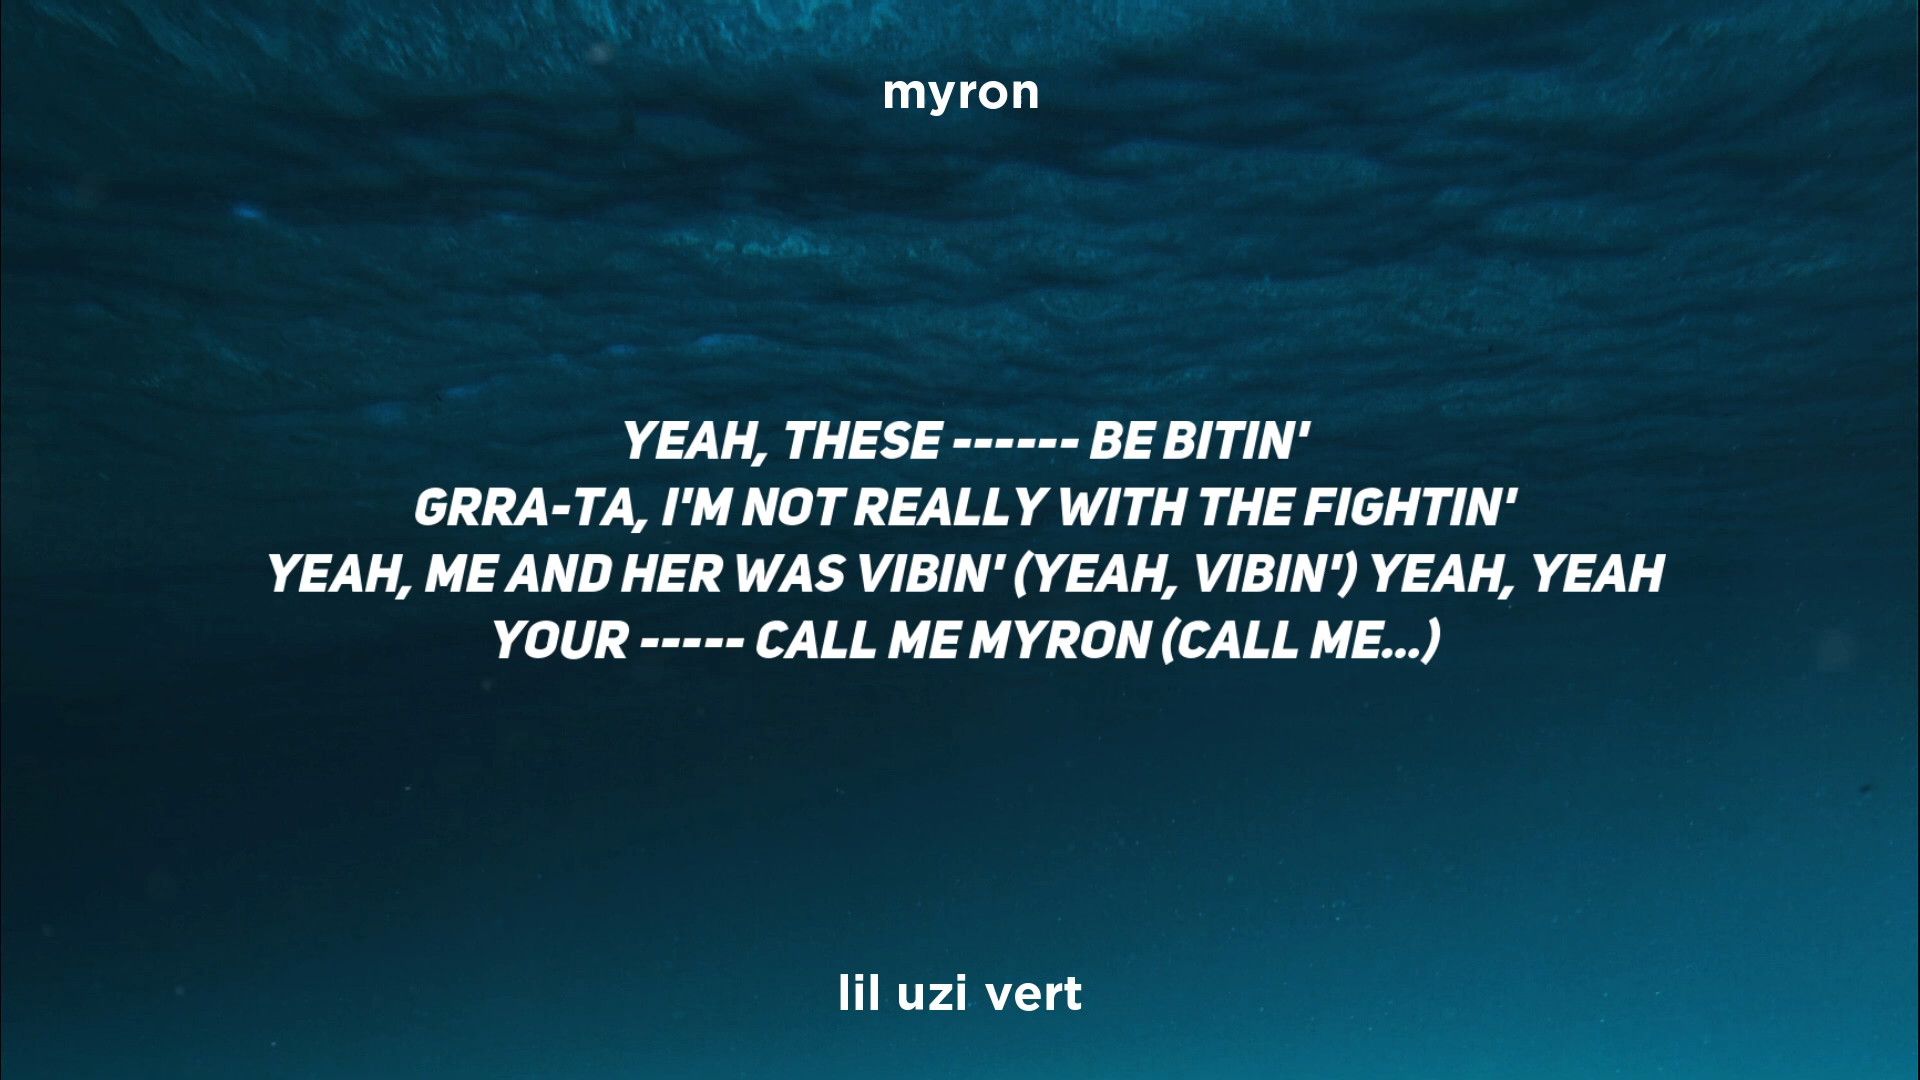 myron
YEAH, THESE ------ BE BITIN'
GRRA-TA, I'M NOT REALLY WITH THE FIGHTIN'
YEAH, ME AND HER WAS VIBIN' (YEAH, VIBIN') YEAH, YEAH
YOUR ----- CALL ME MYRON (CALL ME...)
lil uzi vert